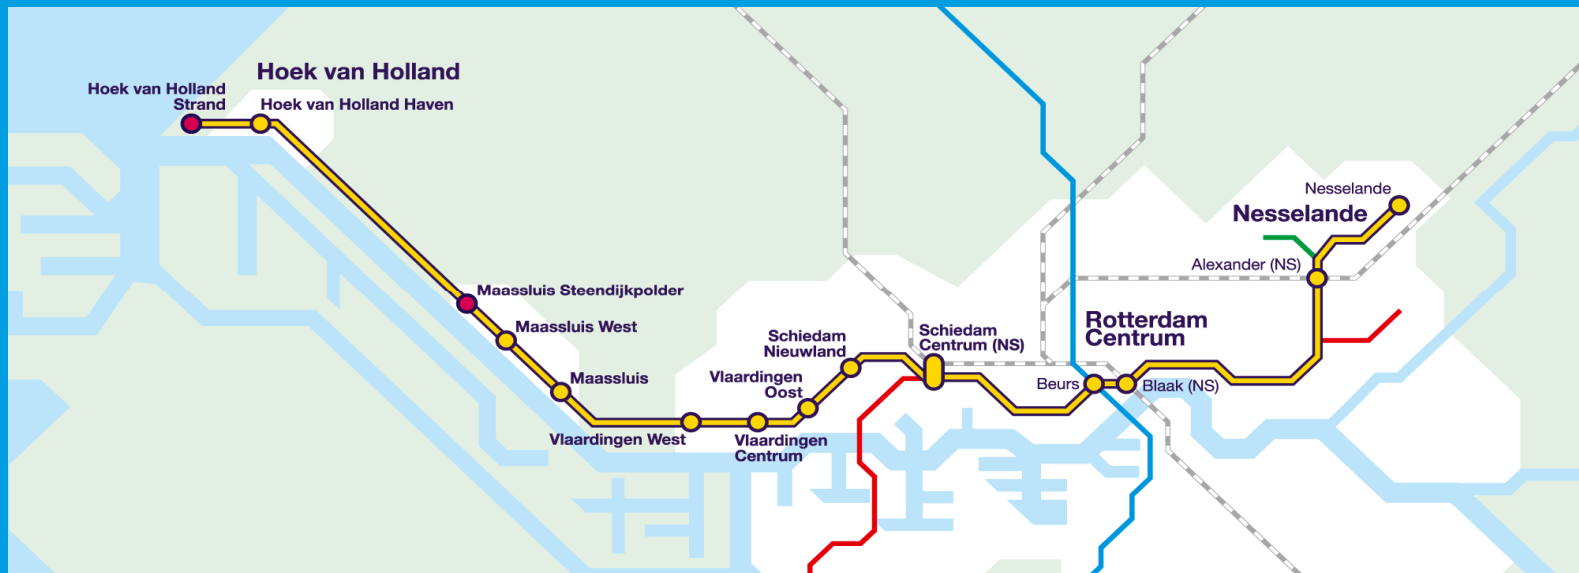 Hoek van Holland
Hoek van Holland
Strand
Hoek van Holland Haven
Maassluis Steendijkpolder
Maassluis West
Maassluis
Vlaardingen West
Vlaardingen
Centrum
Vlaardingen
Oost
Schiedam
Nieuwland
Schiedam
Centrum (NS)
Rotterdam
Centrum
Beurs
Blaak (NS)
Alexander (NS)
Nesselande
Nesselande